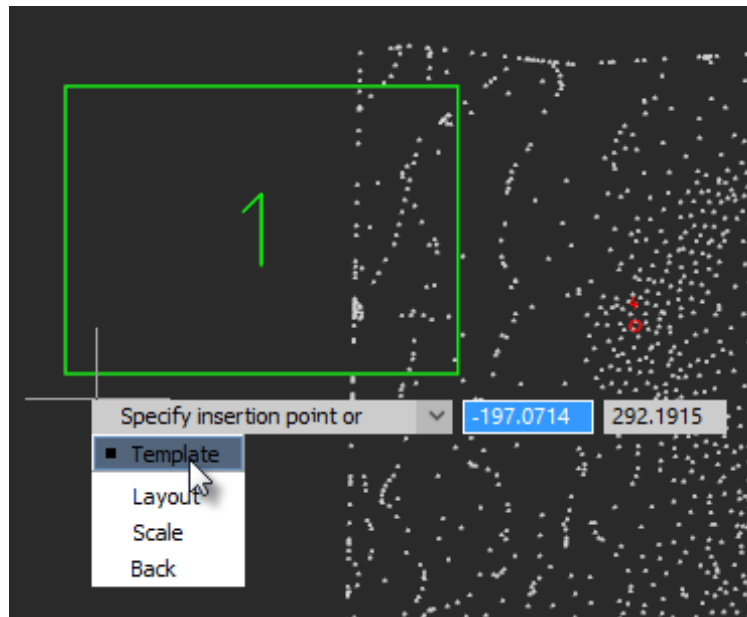 1
Specify insertion point or -197.0714 292.1915
Template
Layout
Scale
Back